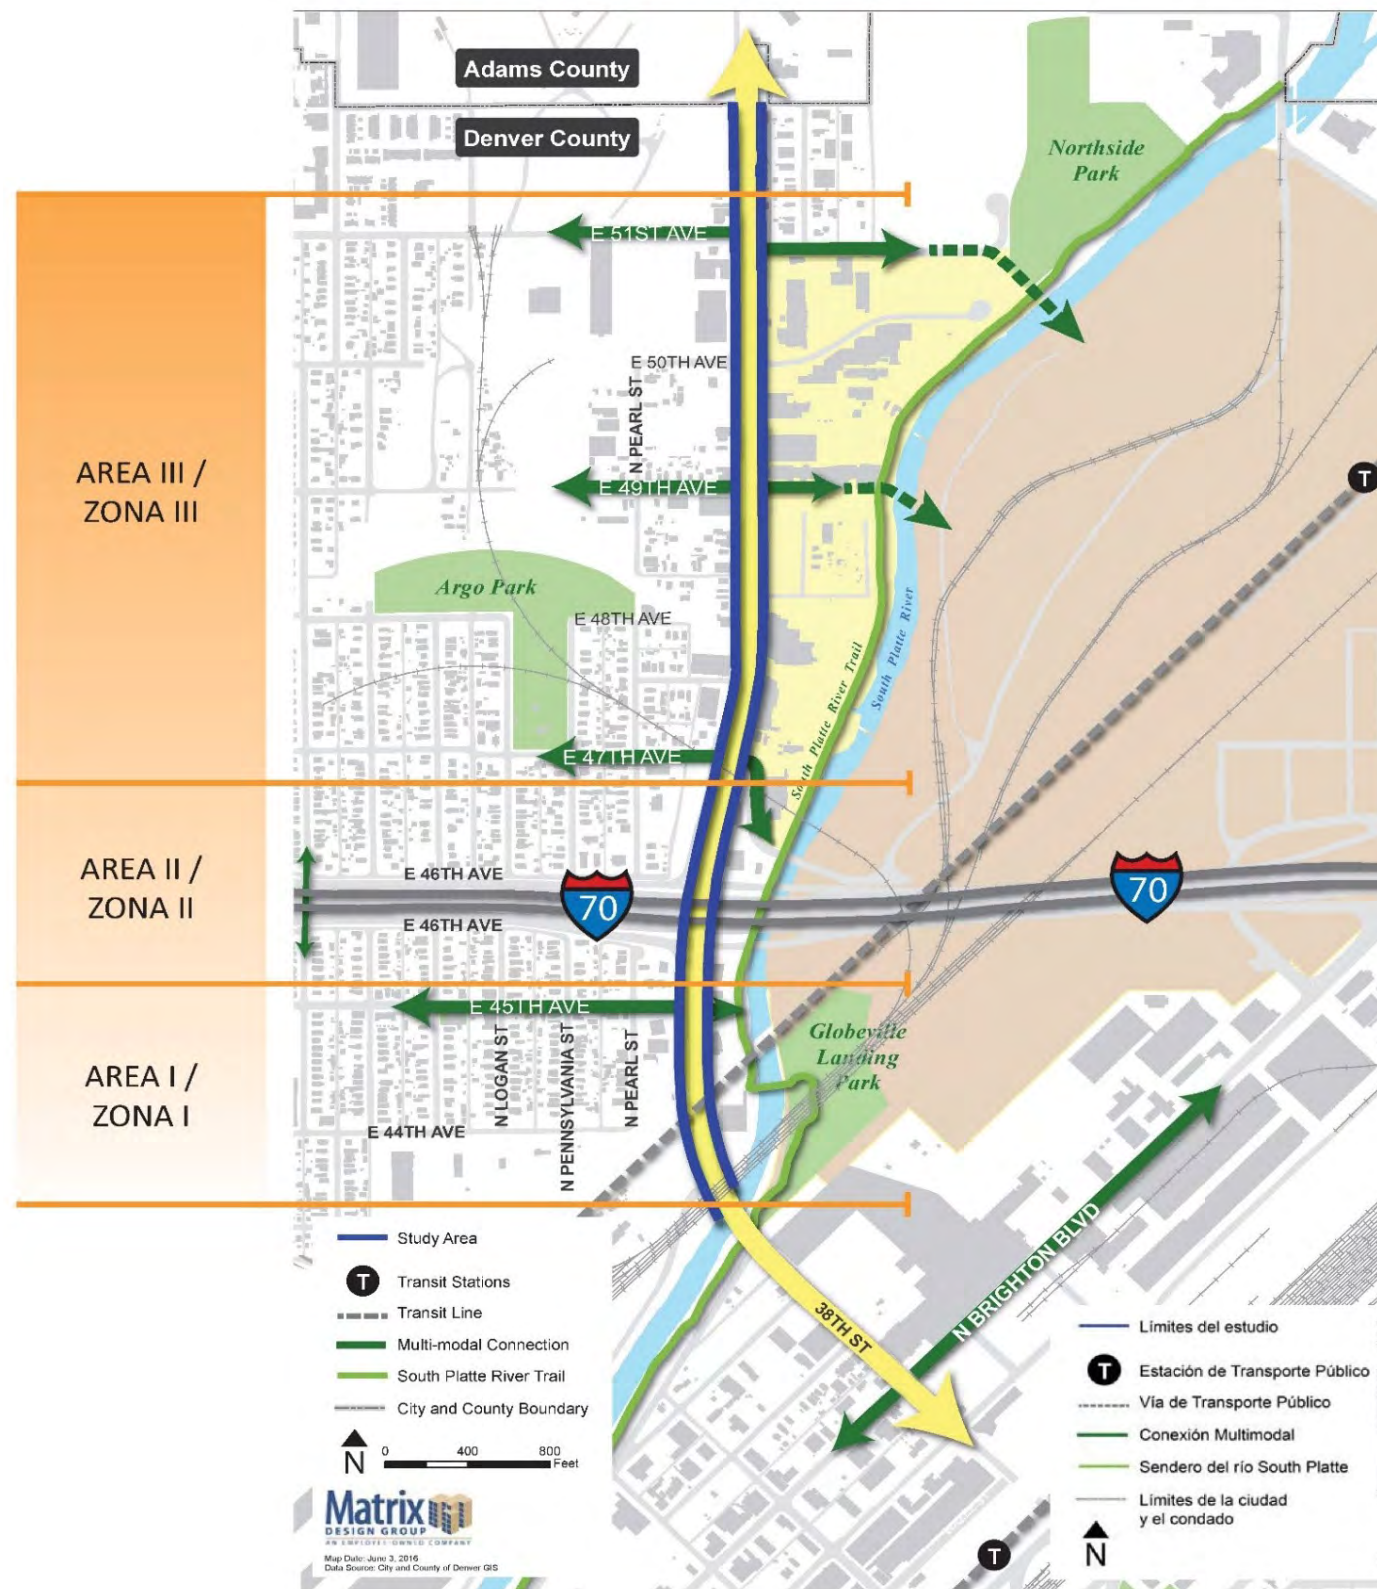 Adams County
Denver County
Northside
Park
E 51ST AVE
E 50TH AVE
N PEARL ST
E 49TH AVE
T
AREA III /
ZONA III
Argo Park
E 48TH AVE
South Platte River
South Platte River Trail
E 47TH AVE
AREA II /
ZONA II
E 46TH AVE
70
70
E 46TH AVE
E 45TH AVE
Globeville
Landing
Park
N LOGAN ST
N PENNSYLVANIA ST
N PEARL ST
AREA I /
ZONA I
E 44TH AVE
N BRIGHTON BLVD
38TH ST
Study Area
T
Transit Stations
Transit Line
Multi-modal Connection
South Platte River Trail
City and County Boundary
N
0 400 800
Feet
Matrix
DESIGN GROUP
AN EMPLOYEE-OWNED COMPANY
Map Date: June 3, 2016
Data Source: City and County of Denver GIS
Límites del estudio
T
Estación de Transporte Público
Vía de Transporte Público
Conexión Multimodal
Sendero del río South Platte
Límites de la ciudad
y el condado
N
T